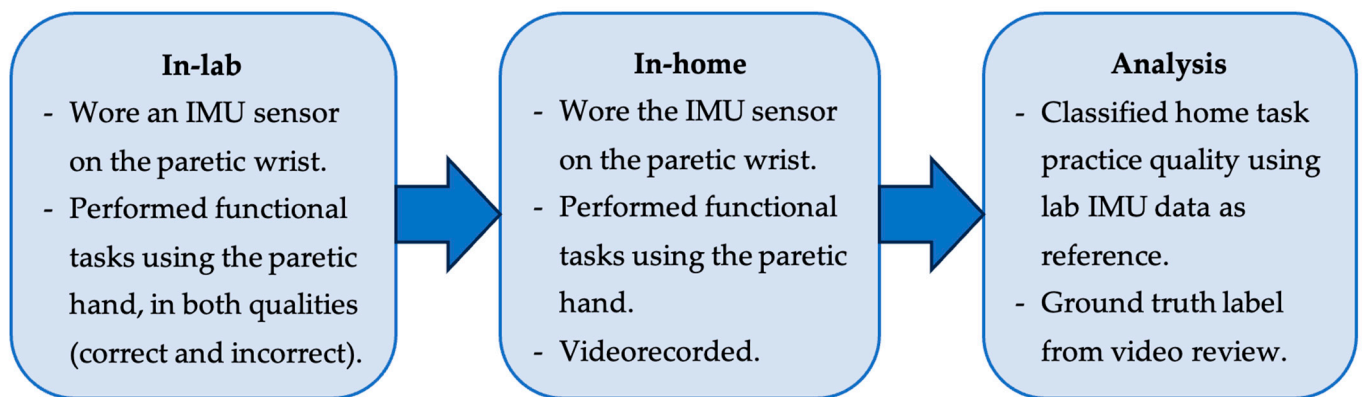 In-lab
- Wore an IMU sensor
on the paretic wrist.
- Performed functional
tasks using the paretic
hand, in both qualities
(correct and incorrect).
In-home
- Wore the IMU sensor
on the paretic wrist.
- Performed functional
tasks using the paretic
hand.
- Videorecorded.
Analysis
- Classified home task
practice quality using
lab IMU data as
reference.
- Ground truth label
from video review.